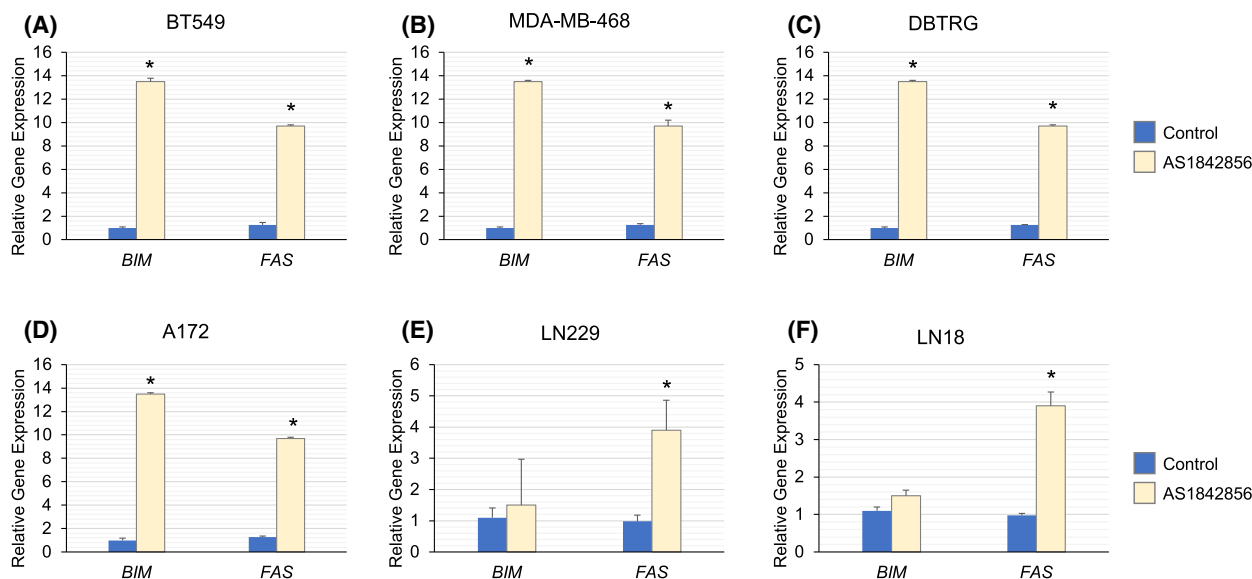 (A)
BT549
Relative Gene Expression
16
14
12
10
8
6
4
2
0
*
*
BIM
FAS
(B)
MDA-MB-468
Relative Gene Expression
16
14
12
10
8
6
4
2
0
*
*
BIM
FAS
(C)
DBTRG
Relative Gene Expression
16
14
12
10
8
6
4
2
0
*
*
BIM
FAS
Control
AS1842856
(D)
A172
Relative Gene Expression
16
14
12
10
8
6
4
2
0
*
*
BIM
FAS
(E)
LN229
Relative Gene Expression
6
5
4
3
2
1
0
*
BIM
FAS
(F)
LN18
Relative Gene Expression
5
4
3
2
1
0
*
BIM
FAS
Control
AS1842856